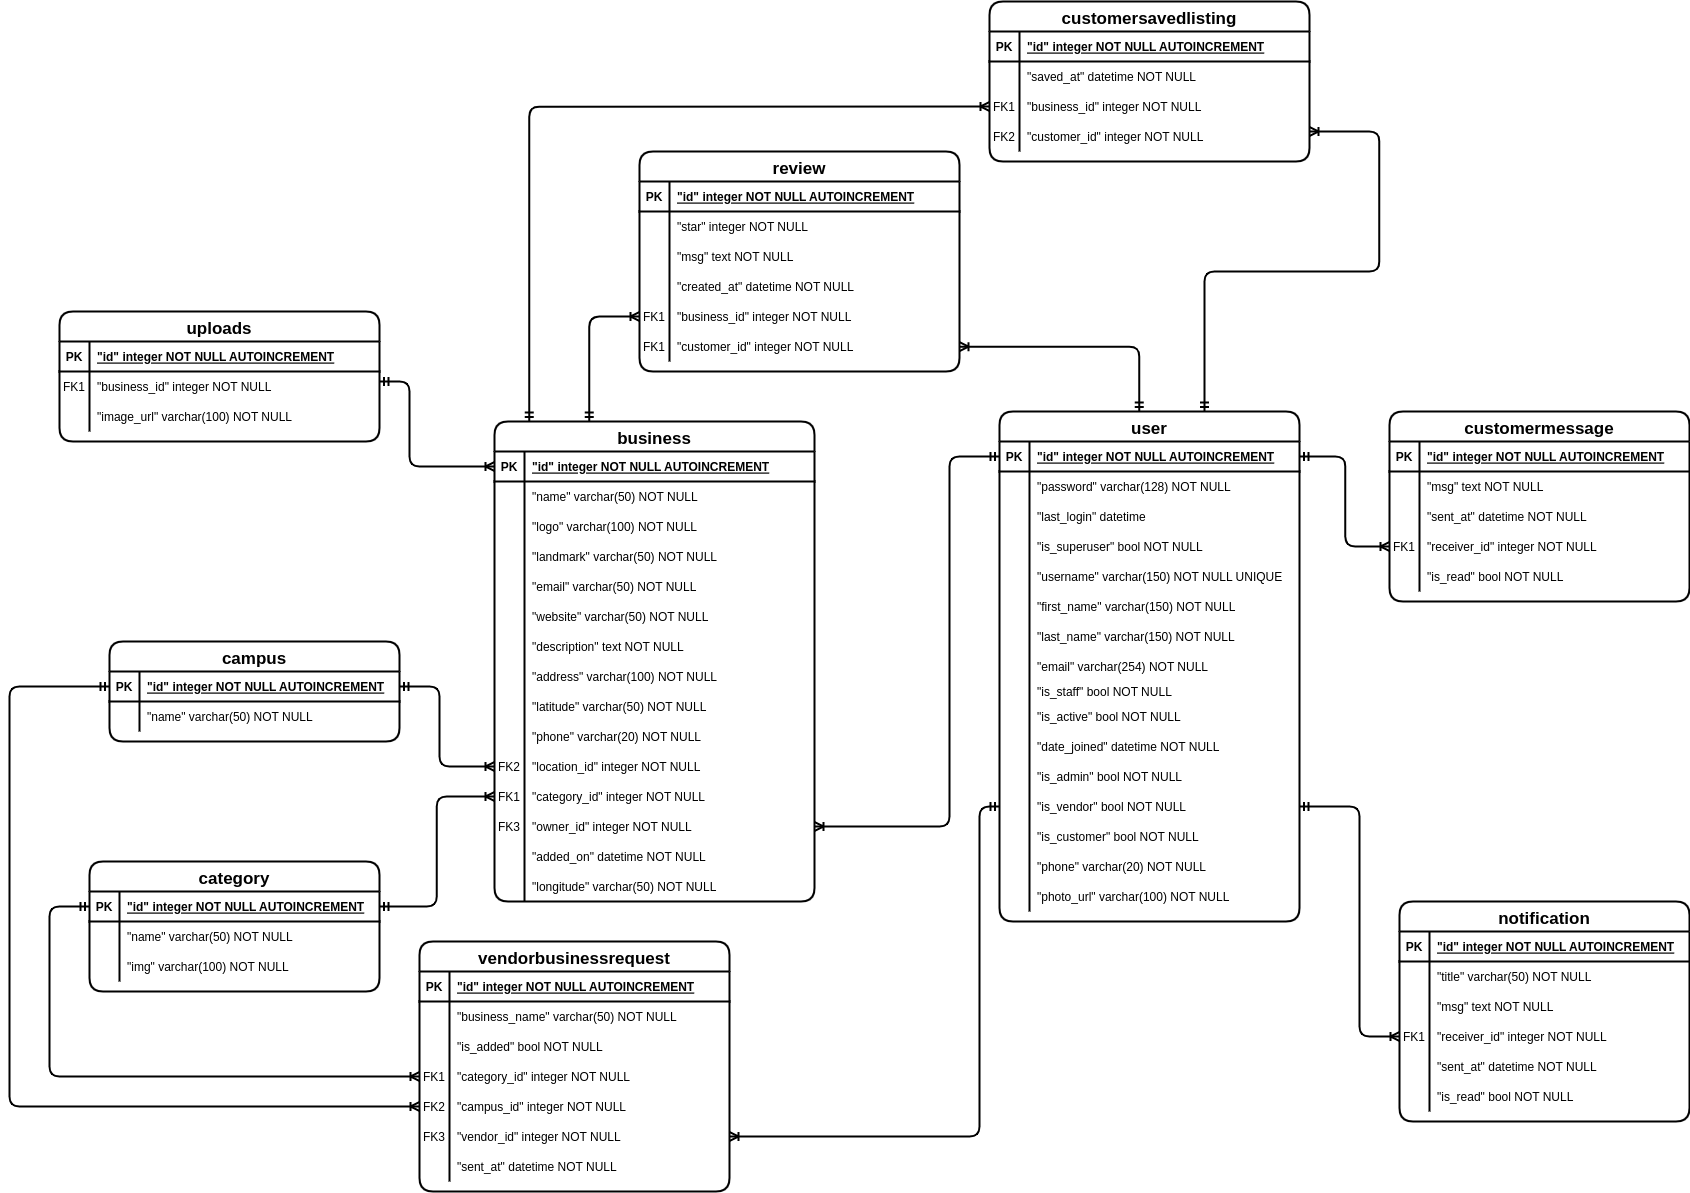 customersavedlisting
PK "id" integer NOT NULL AUTOINCREMENT
"saved_at" datetime NOT NULL
FK1 "business_id" integer NOT NULL
FK2 "customer_id" integer NOT NULL
review
PK "id" integer NOT NULL AUTOINCREMENT
"star" integer NOT NULL
"msg" text NOT NULL
"created_at" datetime NOT NULL
FK1 "business_id" integer NOT NULL
FK1 "customer_id" integer NOT NULL
uploads
PK "id" integer NOT NULL AUTOINCREMENT
FK1 "business_id" integer NOT NULL
"image_url" varchar(100) NOT NULL
business
PK "id" integer NOT NULL AUTOINCREMENT
"name" varchar(50) NOT NULL
"logo" varchar(100) NOT NULL
"landmark" varchar(50) NOT NULL
"email" varchar(50) NOT NULL
"website" varchar(50) NOT NULL
"description" text NOT NULL
"address" varchar(100) NOT NULL
"latitude" varchar(50) NOT NULL
"phone" varchar(20) NOT NULL
FK2 "location_id" integer NOT NULL
FK1 "category_id" integer NOT NULL
FK3 "owner_id" integer NOT NULL
"added_on" datetime NOT NULL
"longitude" varchar(50) NOT NULL
user
PK "id" integer NOT NULL AUTOINCREMENT
"password" varchar(128) NOT NULL
"last_login" datetime
"is_superuser" bool NOT NULL
"username" varchar(150) NOT NULL UNIQUE
"first_name" varchar(150) NOT NULL
"last_name" varchar(150) NOT NULL
"email" varchar(254) NOT NULL
"is_staff" bool NOT NULL
"is_active" bool NOT NULL
"date_joined" datetime NOT NULL
"is_admin" bool NOT NULL
"is_vendor" bool NOT NULL
"is_customer" bool NOT NULL
"phone" varchar(20) NOT NULL
"photo_url" varchar(100) NOT NULL
customermessage
PK "id" integer NOT NULL AUTOINCREMENT
"msg" text NOT NULL
"sent_at" datetime NOT NULL
FK1 "receiver_id" integer NOT NULL
"is_read" bool NOT NULL
campus
PK "id" integer NOT NULL AUTOINCREMENT
"name" varchar(50) NOT NULL
category
PK "id" integer NOT NULL AUTOINCREMENT
"name" varchar(50) NOT NULL
"img" varchar(100) NOT NULL
vendorbusinessrequest
PK "id" integer NOT NULL AUTOINCREMENT
"business_name" varchar(50) NOT NULL
"is_added" bool NOT NULL
FK1 "category_id" integer NOT NULL
FK2 "campus_id" integer NOT NULL
FK3 "vendor_id" integer NOT NULL
"sent_at" datetime NOT NULL
notification
PK "id" integer NOT NULL AUTOINCREMENT
"title" varchar(50) NOT NULL
"msg" text NOT NULL
FK1 "receiver_id" integer NOT NULL
"sent_at" datetime NOT NULL
"is_read" bool NOT NULL